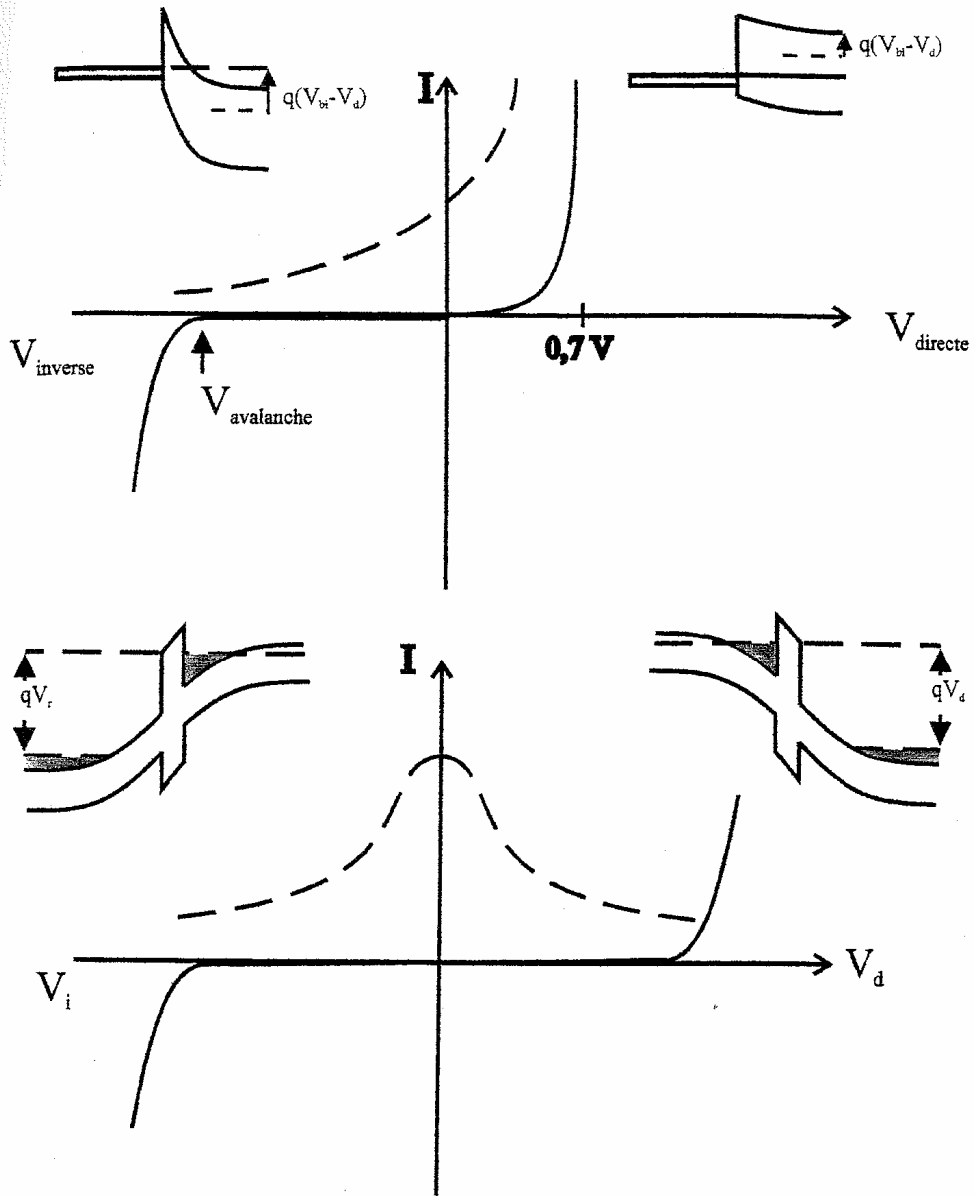 q(V_bi-V_d)
q(V_bi-V_d)
I
V_inverse
V_avalanche
0,7 V
V_directe
qV_r
I
qV_d
V_i
V_d